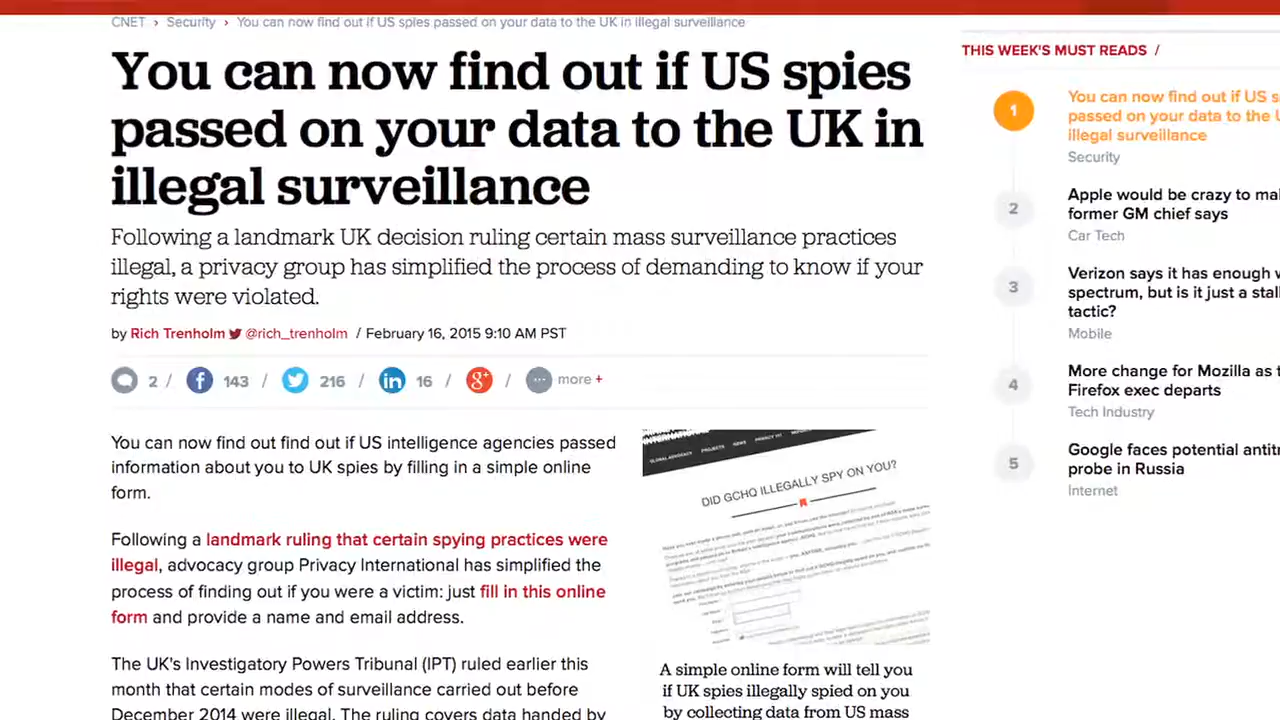 CNET › Security › You can now find out if US spies passed on your data to the UK in illegal surveillance
You can now find out if US spies
passed on your data to the UK in
illegal surveillance
Following a landmark UK decision ruling certain mass surveillance practices
illegal, a privacy group has simplified the process of demanding to know if your
rights were violated.
by Rich Trenholm @rich_trenholm / February 16, 2015 9:10 AM PST
2 / f 143 / 216 / in 16 / g+ / more +
You can now find out find out if US intelligence agencies passed
information about you to UK spies by filling in a simple online
form.
Following a landmark ruling that certain spying practices were
illegal, advocacy group Privacy International has simplified the
process of finding out if you were a victim: just fill in this online
form and provide a name and email address.
The UK's Investigatory Powers Tribunal (IPT) ruled earlier this
month that certain modes of surveillance carried out before
December 2014 were illegal. The ruling covers data handed by
GLOBAL ADVOCACY PROJECTS NEWS PRIVACY 101
DID GCHQ ILLEGALLY SPY ON YOU?
A simple online form will tell you
if UK spies illegally spied on you
by collecting data from US mass
THIS WEEK'S MUST READS /
1
You can now find out if US s
passed on your data to the U
illegal surveillance
Security
2
Apple would be crazy to ma
former GM chief says
Car Tech
3
Verizon says it has enough w
spectrum, but is it just a stal
tactic?
Mobile
4
More change for Mozilla as t
Firefox exec departs
Tech Industry
5
Google faces potential antitr
probe in Russia
Internet